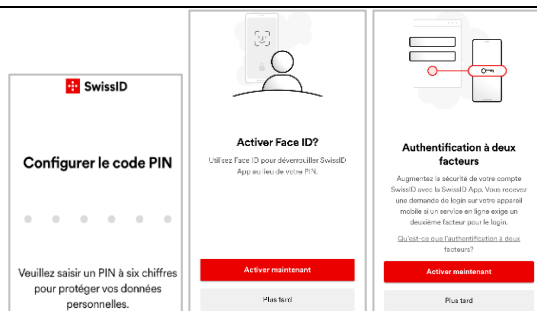 SwissID
Configurer le code PIN
Veuillez saisir un PIN à six chiffres
pour protéger vos données
personnelles.
Activer Face ID?
Utilisez Face ID pour déverrouiller SwissID
App au lieu de votre PIN.
Activer maintenant
Plus tard
Authentification à deux
facteurs
Augmentez la sécurité de votre compte
SwissID avec la SwissID App. Vous recevez
une demande de login sur votre appareil
mobile si un service en ligne exige un
deuxième facteur pour le login.
Qu'est-ce que l'authentification à deux
facteurs?
Activer maintenant
Plus tard